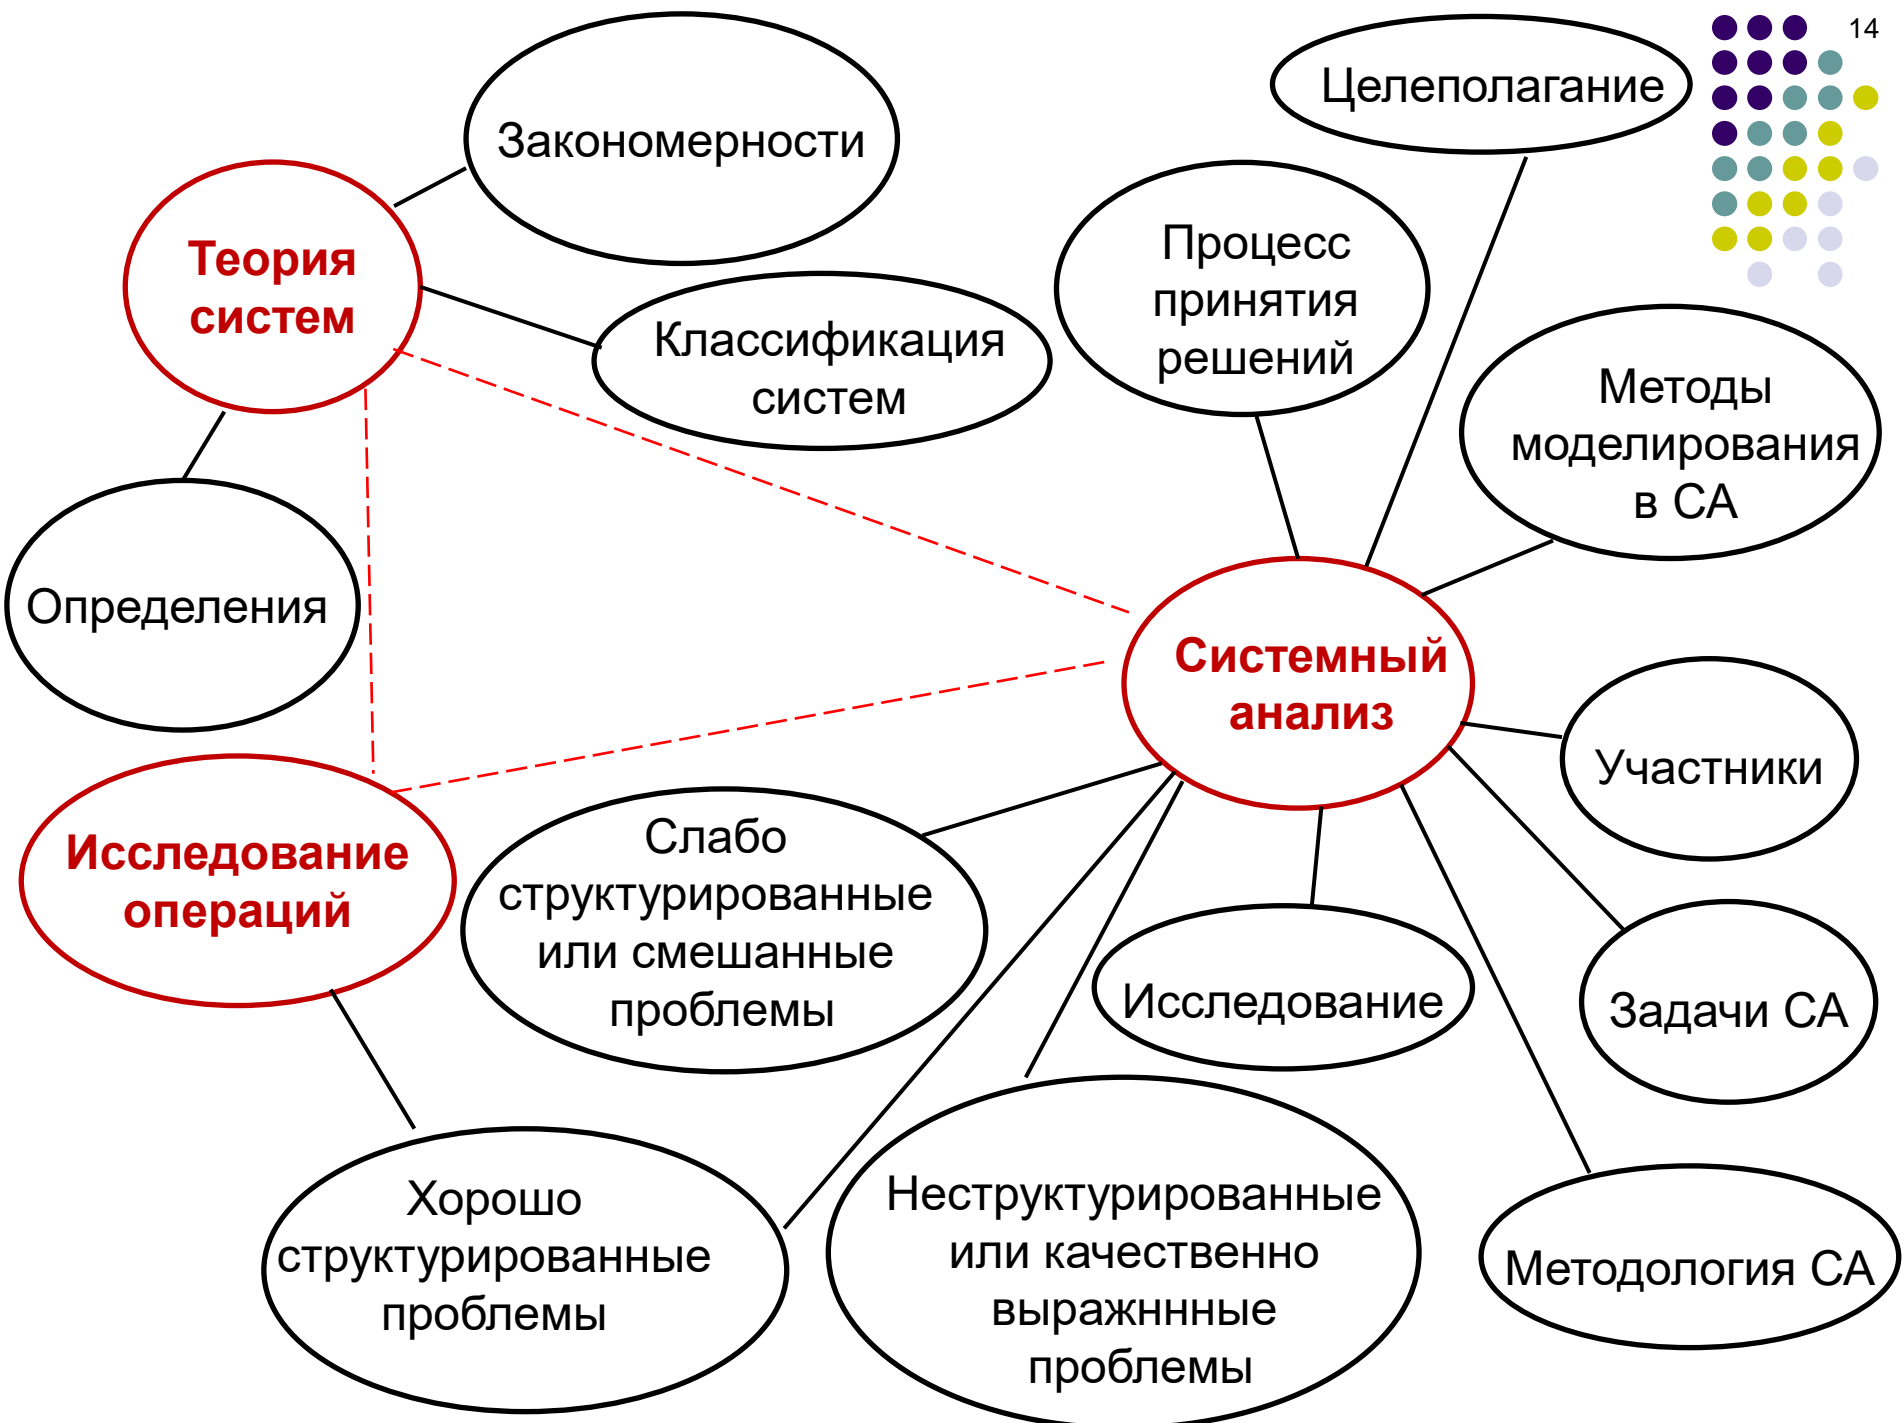 14
Закономерности
Целеполагание
Теория
систем
Процесс
принятия
решений
Классификация
систем
Методы
моделирования
в СА
Определения
Системный
анализ
Участники
Исследование
операций
Слабо
структурированные
или смешанные
проблемы
Исследование
Задачи СА
Хорошо
структурированные
проблемы
Неструктурированные
или качественно
выражннные
проблемы
Методология СА